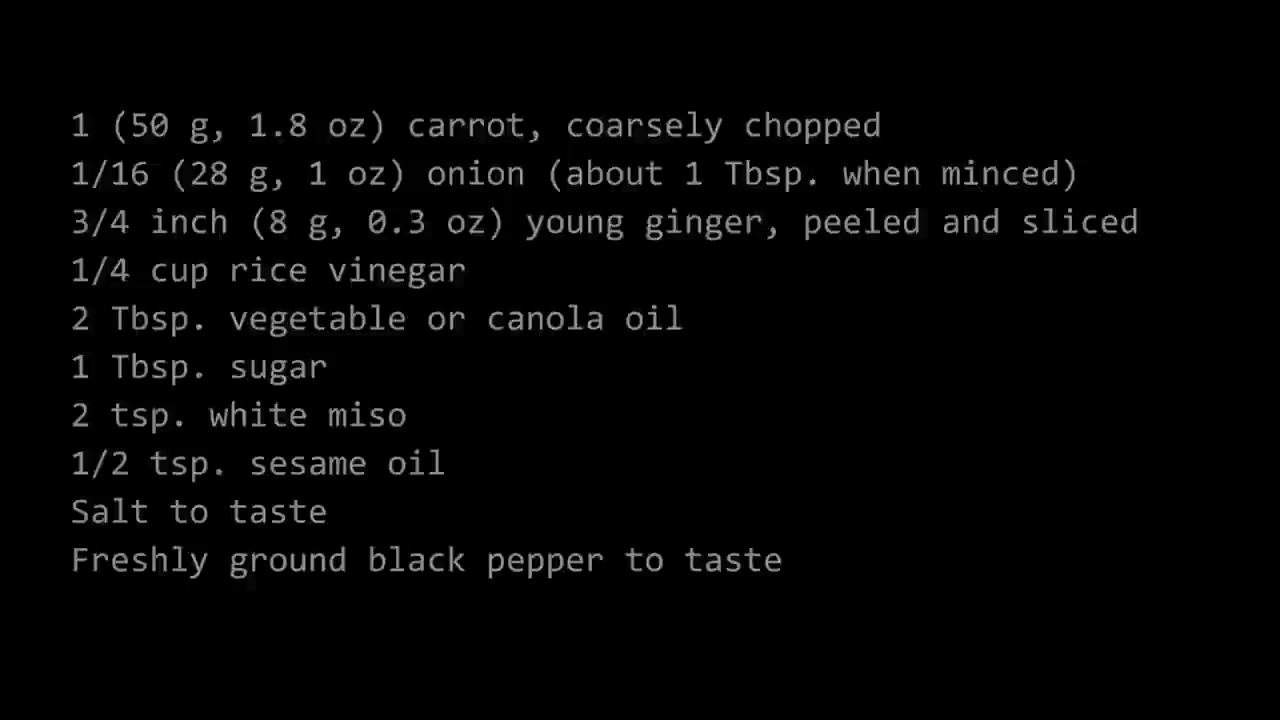 1 (50 g, 1.8 oz) carrot, coarsely chopped
1/16 (28 g, 1 oz) onion (about 1 Tbsp. when minced)
3/4 inch (8 g, 0.3 oz) young ginger, peeled and sliced
1/4 cup rice vinegar
2 Tbsp. vegetable or canola oil
1 Tbsp. sugar
2 tsp. white miso
1/2 tsp. sesame oil
Salt to taste
Freshly ground black pepper to taste